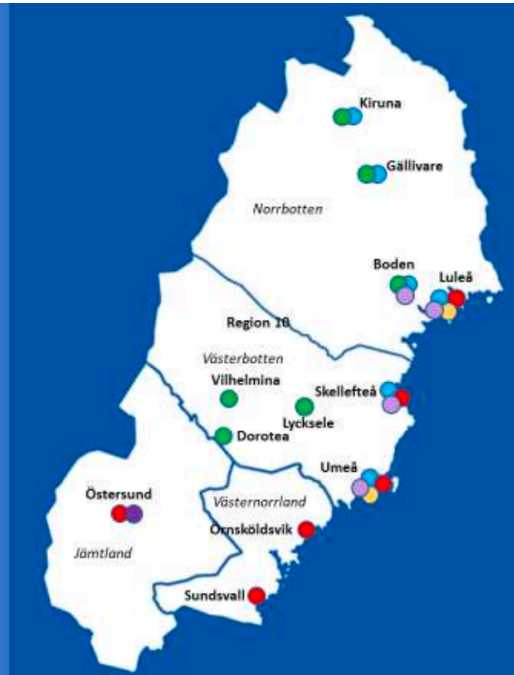 Kiruna
Gällivare
Norrbotten
Boden
Luleå
Region 10
Västerbotten
Vilhelmina
Skellefteå
Lycksele
Dorotea
Umeå
Östersund
Västernorrland
Örnsköldsvik
Jämtland
Sundsvall